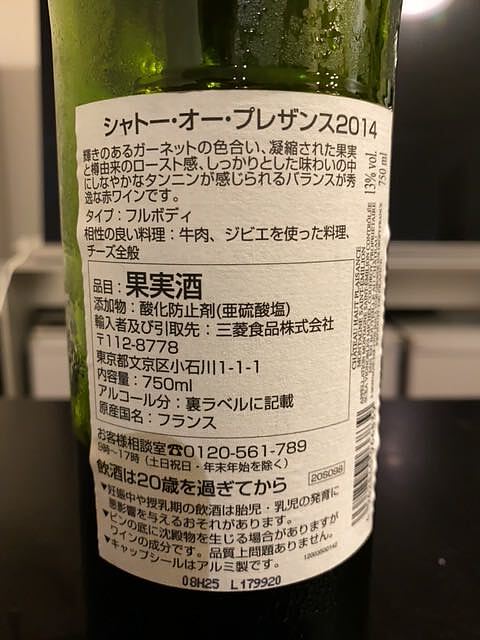 シャトー・オー・プレザンス2014
輝きのあるガーネットの色合い、凝縮された果実
と樽由来のロースト感、しっかりとした味わいの中
にしなやかなタンニンが感じられるバランスが秀
逸な赤ワインです。
タイプ：フルボディ
相性の良い料理：牛肉、ジビエを使った料理、
チーズ全般
品目：果実酒
添加物：酸化防止剤(亜硫酸塩)
輸入者及び引取先：三菱食品株式会社
〒112-8778
東京都文京区小石川1-1-1
内容量：750ml
アルコール分：裏ラベルに記載
原産国名：フランス
お客様相談室☎0120-561-789
9時～17時（土日祝日・年末年始を除く）
20S098
飲酒は20歳を過ぎてから
▼妊娠中や授乳期の飲酒は胎児・乳児の発育に
悪影響を与えるおそれがあります。
▼ビンの底に沈殿物を生じる場合がありますが
ワインの成分です。品質上問題ありません。
▼キャップシールはアルミ製です。
08H25 L179920
13% vol.
750 ml